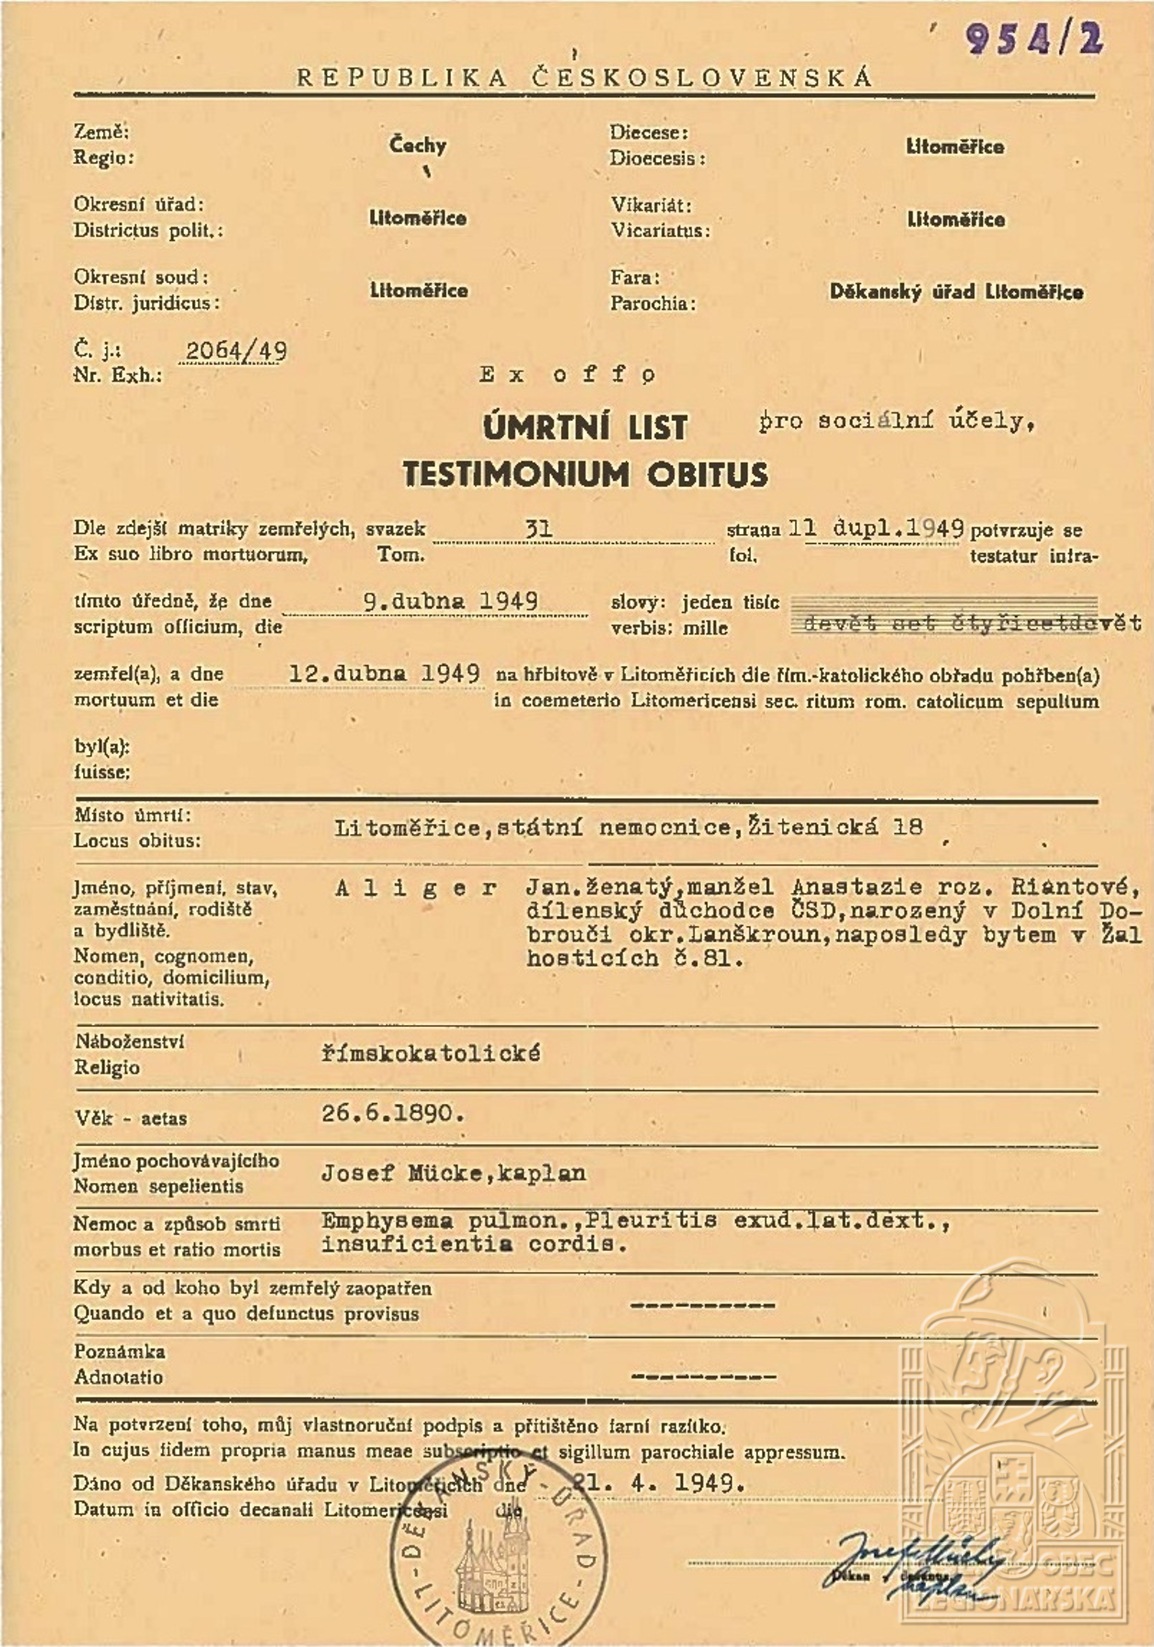 954/2
REPUBLIKA ČESKOSLOVENSKÁ
Země: Čechy Diecese: Litoměřice
Regio: Dioecesis:
Okresní úřad: Litoměřice Vikariát: Litoměřice
Districtus polit.: Vicariatus:
Okresní soud: Litoměřice Fara: Děkanský úřad Litoměřice
Distr. juridicus: Parochia:
Č. j.: 2064/49
Nr. Exh.:
Ex offo
ÚMRTNÍ LIST pro sociální účely,
TESTIMONIUM OBITUS
Dle zdejší matriky zemřelých, svazek 31 strana 11 dupl.1949 potvrzuje se
Ex suo libro mortuorum, Tom. fol. testatur infra-
tímto úředně, že dne 9.dubna 1949 slovy: jeden tisíc
scriptum officium, die verbis: mille devět set čtyřicetdevět
zemřel(a), a dne 12.dubna 1949 na hřbitově v Litoměřicích dle řím.-katolického obřadu pohřben(a)
mortuum et die in coemeterio Litomericensi sec. ritum rom. catolicum sepultum
byl(a):
fuisse:
Místo úmrtí: Litoměřice,státní nemocnice,Žitenická 18
Locus obitus:
Jméno, příjmení, stav, Aliger Jan.ženatý,manžel Anastazie roz. Riantové,
zaměstnání, rodiště dílenský důchodce ČSD,narozený v Dolní Do-
a bydliště. brouči okr.Lanškroun,naposledy bytem v Žal
Nomen, cognomen, hosticích č.81.
conditio, domicilium,
locus nativitatis.
Náboženství římskokatolické
Religio
Věk - aetas 26.6.1890.
Jméno pochovávajícího Josef Mücke,kaplan
Nomen sepelientis
Nemoc a způsob smrti Emphysema pulmon.,Pleuritis exud.lat.dext.,
morbus et ratio mortis insuficientia cordis.
Kdy a od koho byl zemřelý zaopatřen ----------
Quando et a quo defunctus provisus
Poznámka
Adnotatio ----------
Na potvrzení toho, můj vlastnoruční podpis a přitištěno farní razítko.
In cujus fidem propria manus meae subscriptio et sigillum parochiale appressum.
Dáno od Děkanského úřadu v Litoměřicích dne 21. 4. 1949.
Datum in officio decanali Litomericensi die
DĚKANSKÝ-ÚŘAD-LITOMĚŘICE-
Josef
Děkan
kaplan
OBEC
LEGIONÁŘSKÁ